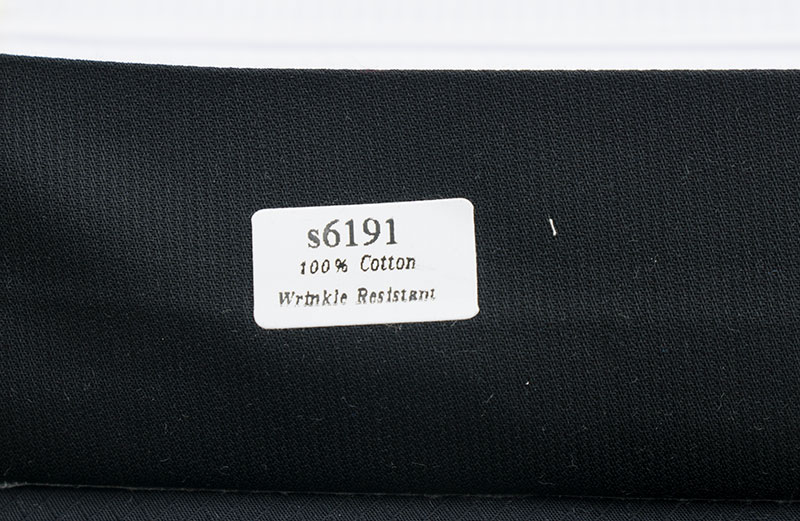 s6191
100% Cotton
Wrinkle Resistant